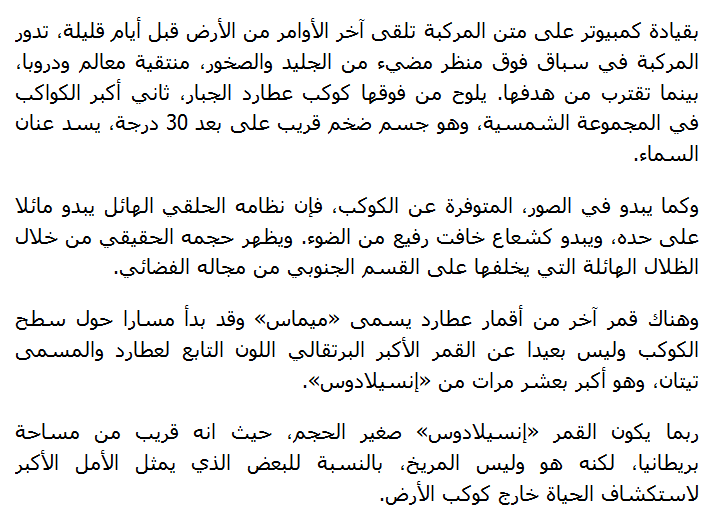 بقيادة كمبيوتر على متن المركبة تلقى آخر الأوامر من الأرض قبل أيام قليلة، تدور
المركبة في سباق فوق منظر مضيء من الجليد والصخور، منتقية معالم ودروبا،
بينما تقترب من هدفها. يلوح من فوقها كوكب عطارد الجبار، ثاني أكبر الكواكب
في المجموعة الشمسية، وهو جسم ضخم قريب على بعد 30 درجة، يسد عنان
السماء.
وكما يبدو في الصور، المتوفرة عن الكوكب، فإن نظامه الحلقي الهائل يبدو مائلا
على حده، ويبدو كشعاع خافت رفيع من الضوء. ويظهر حجمه الحقيقي من خلال
الظلال الهائلة التي يخلفها على القسم الجنوبي من مجاله الفضائي.
وهناك قمر آخر من أقمار عطارد يسمى «ميماس» وقد بدأ مسارا حول سطح
الكوكب وليس بعيدا عن القمر الأكبر البرتقالي اللون التابع لعطارد والمسمى
تيتان، وهو أكبر بعشر مرات من «إنسيلادوس».
ربما يكون القمر «إنسيلادوس» صغير الحجم، حيث انه قريب من مساحة
بريطانيا، لكنه هو وليس المريخ، بالنسبة للبعض الذي يمثل الأمل الأكبر
لاستكشاف الحياة خارج كوكب الأرض.